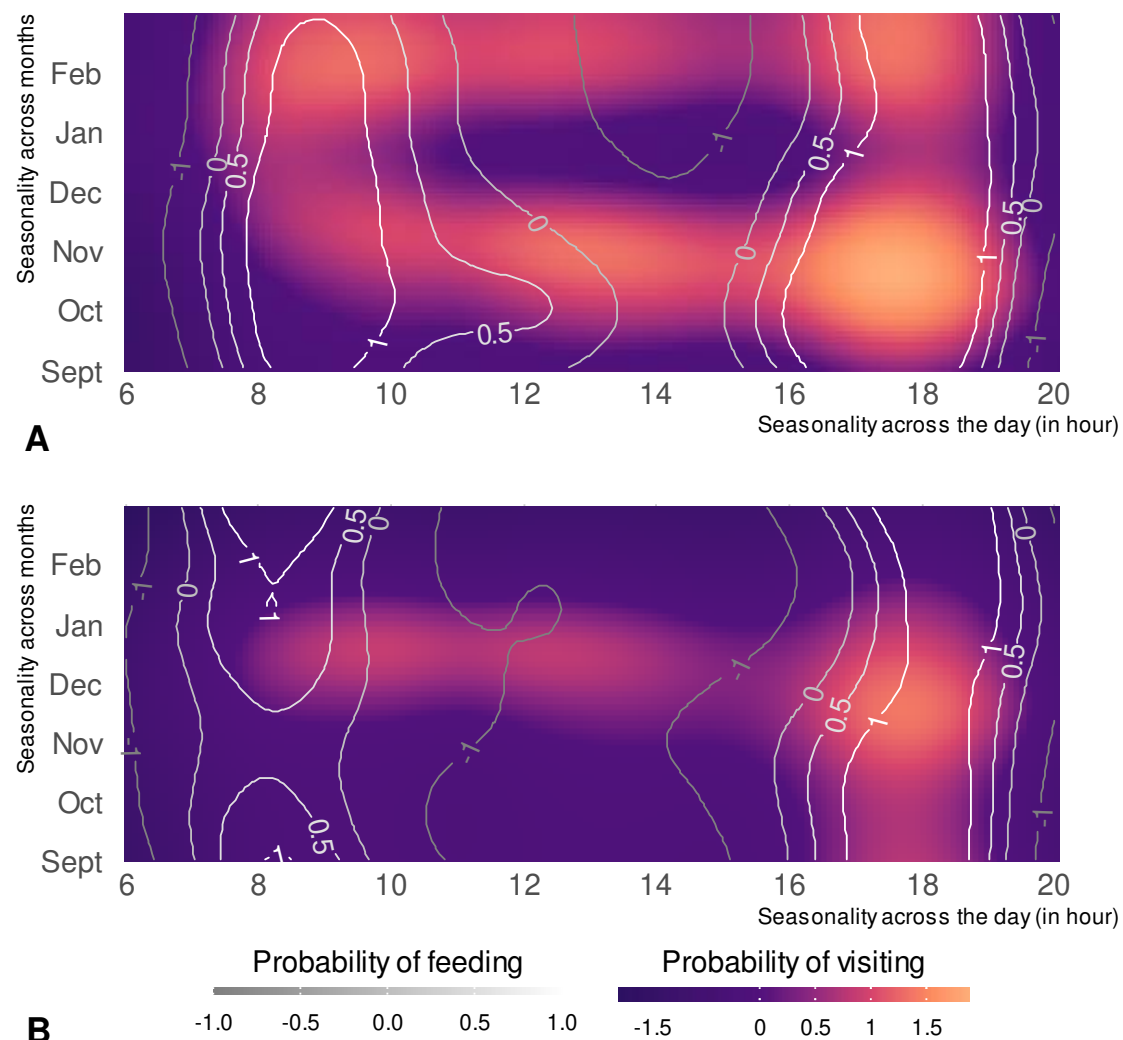 Seasonality across months
Feb
Jan
Dec
Nov
Oct
Sept
-1
0
0.5
1
0.5
0
-1
0
0.5
1
1
0.5
0
-1
6
8
10
12
14
16
18
20
Seasonality across the day (in hour)
A
Seasonality across months
Feb
Jan
Dec
Nov
Oct
Sept
-1
0
1
1
0.5
0
-1
0.5
1
-1
-1
0
0.5
1
1
0.5
0
-1
6
8
10
12
14
16
18
20
Seasonality across the day (in hour)
Probability of feeding
-1.0 -0.5 0.0 0.5 1.0
Probability of visiting
-1.5 0 0.5 1 1.5
B